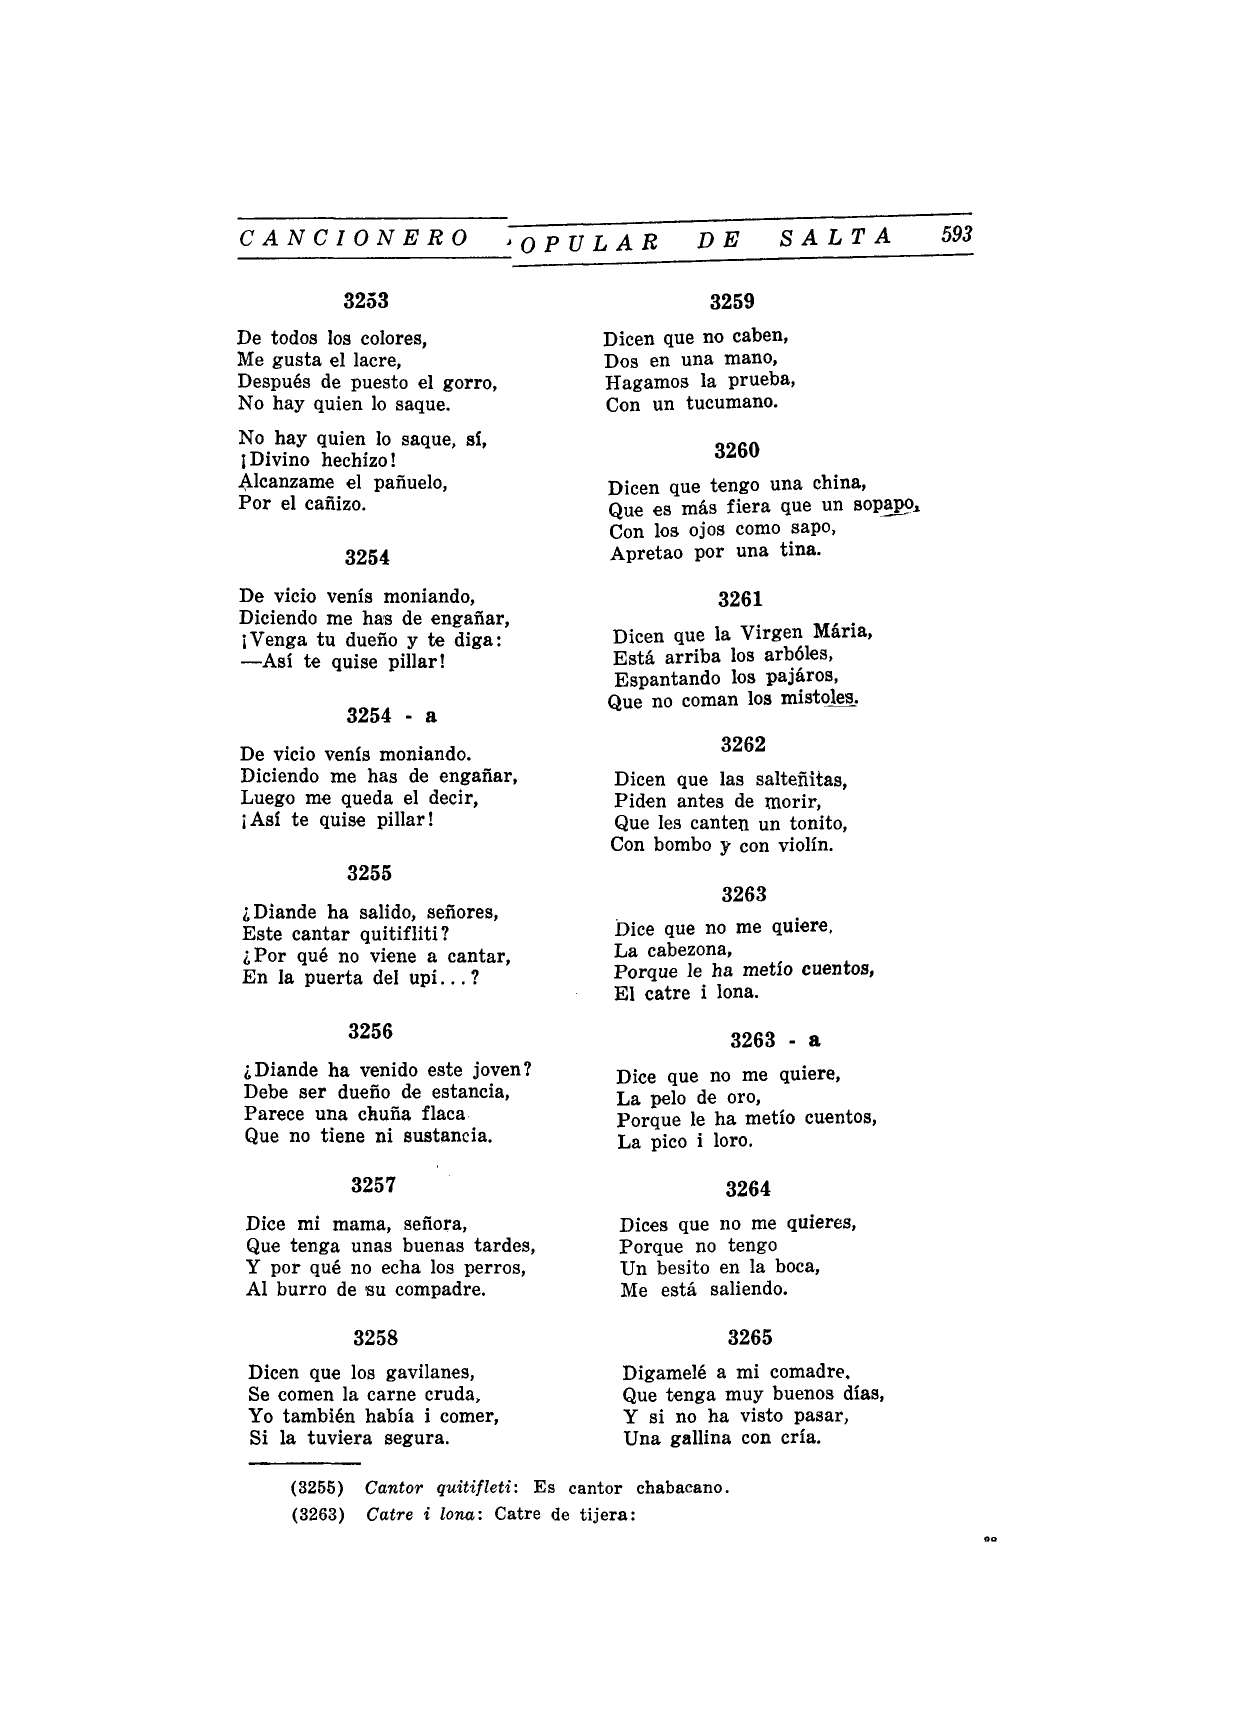 CANCIONERO OPULAR DE SALTA 593
3253
De todos los colores,
Me gusta el lacre,
Después de puesto el gorro,
No hay quien lo saque.
No hay quien lo saque, sí,
¡Divino hechizo!
Alcanzame el pañuelo,
Por el cañizo.
3254
De vicio venís moniando,
Diciendo me has de engañar,
¡Venga tu dueño y te diga:
—Así te quise pillar!
3254 - a
De vicio venís moniando.
Diciendo me has de engañar,
Luego me queda el decir,
¡Así te quise pillar!
3255
¿Diande ha salido, señores,
Este cantar quitifliti?
¿Por qué no viene a cantar,
En la puerta del upi...?
3256
¿Diande ha venido este joven?
Debe ser dueño de estancia,
Parece una chuña flaca
Que no tiene ni sustancia.
3257
Dice mi mama, señora,
Que tenga unas buenas tardes,
Y por qué no echa los perros,
Al burro de su compadre.
3258
Dicen que los gavilanes,
Se comen la carne cruda,
Yo también había i comer,
Si la tuviera segura.
3259
Dicen que no caben,
Dos en una mano,
Hagamos la prueba,
Con un tucumano.
3260
Dicen que tengo una china,
Que es más fiera que un sopapo,
Con los ojos como sapo,
Apretao por una tina.
3261
Dicen que la Virgen Mária,
Está arriba los arbóles,
Espantando los pajáros,
Que no coman los mistoles.
3262
Dicen que las salteñitas,
Piden antes de morir,
Que les canten un tonito,
Con bombo y con violín.
3263
Dice que no me quiere,
La cabezona,
Porque le ha metío cuentos,
El catre i lona.
3263 - a
Dice que no me quiere,
La pelo de oro,
Porque le ha metío cuentos,
La pico i loro.
3264
Dices que no me quieres,
Porque no tengo
Un besito en la boca,
Me está saliendo.
3265
Digamelé a mi comadre,
Que tenga muy buenos días,
Y si no ha visto pasar,
Una gallina con cría.
(3255) Cantor quitifleti: Es cantor chabacano.
(3263) Catre i lona: Catre de tijera: